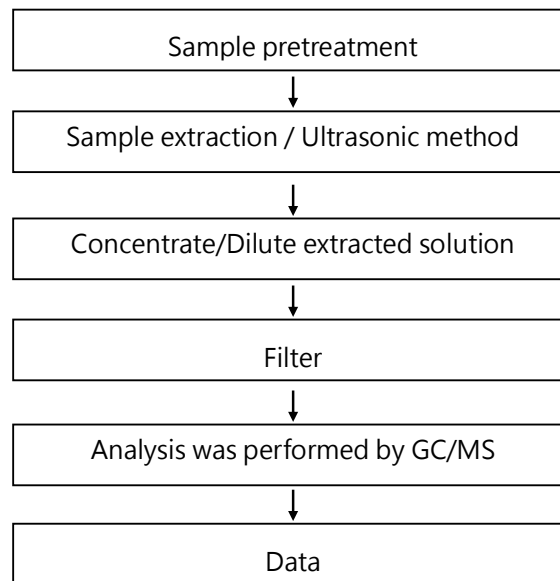 Sample pretreatment
Sample extraction / Ultrasonic method
Concentrate/Dilute extracted solution
Filter
Analysis was performed by GC/MS
Data